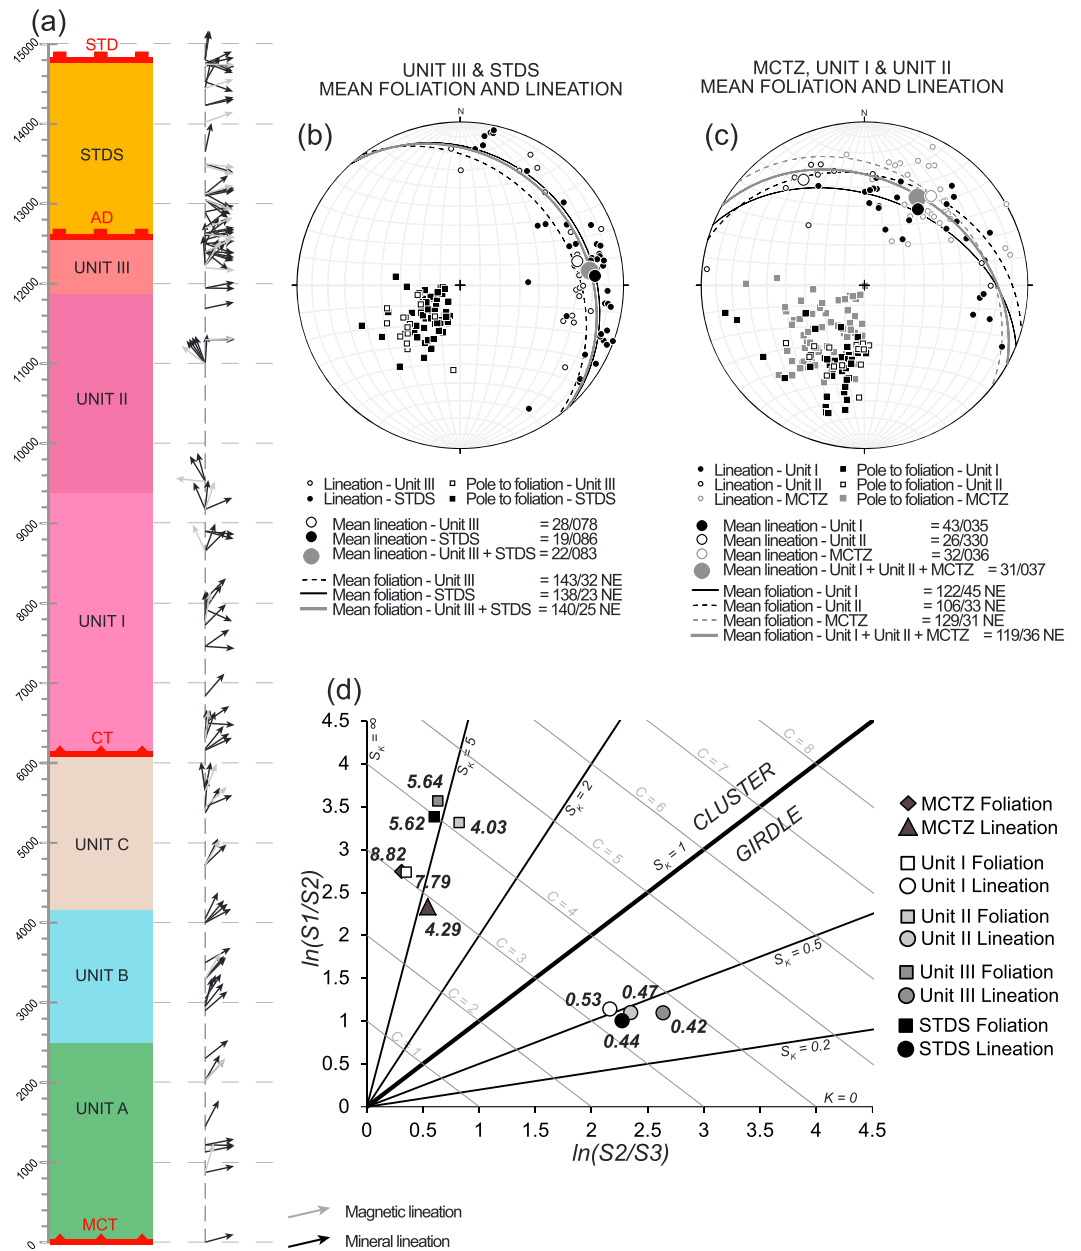 (a)
15000
14000
13000
12000
11000
10000
9000
8000
7000
6000
5000
4000
3000
2000
1000
0
STD
STDS
AD
UNIT III
UNIT II
UNIT I
CT
UNIT C
UNIT B
UNIT A
MCT
Magnetic lineation
Mineral lineation
UNIT III & STDS
MEAN FOLIATION AND LINEATION
(b)
N
Lineation - Unit III
Pole to foliation - Unit III
Lineation - STDS
Pole to foliation - STDS
Mean lineation - Unit III = 28/078
Mean lineation - STDS = 19/086
Mean lineation - Unit III + STDS = 22/083
Mean foliation - Unit III = 143/32 NE
Mean foliation - STDS = 138/23 NE
Mean foliation - Unit III + STDS = 140/25 NE
MCTZ, UNIT I & UNIT II
MEAN FOLIATION AND LINEATION
(c)
N
Lineation - Unit I
Pole to foliation - Unit I
Lineation - Unit II
Pole to foliation - Unit II
Lineation - MCTZ
Pole to foliation - MCTZ
Mean lineation - Unit I = 43/035
Mean lineation - Unit II = 26/330
Mean lineation - MCTZ = 32/036
Mean lineation - Unit I + Unit II + MCTZ = 31/037
Mean foliation - Unit I = 122/45 NE
Mean foliation - Unit II = 106/33 NE
Mean foliation - MCTZ = 129/31 NE
Mean foliation - Unit I + Unit II + MCTZ = 119/36 NE
(d)
4.5
4
3.5
3
2.5
2
1.5
1
0.5
0
ln(S1/S2)
0 0.5 1 1.5 2 2.5 3 3.5 4 4.5
ln(S2/S3)
SK = ∞
SK = 5
SK = 2
SK = 1
SK = 0.5
SK = 0.2
K = 0
C = 1
C = 2
C = 3
C = 4
C = 5
C = 6
C = 7
C = 8
CLUSTER
GIRDLE
5.64
5.62
4.03
8.82
7.79
4.29
0.53
0.47
0.44
0.42
MCTZ Foliation
MCTZ Lineation
Unit I Foliation
Unit I Lineation
Unit II Foliation
Unit II Lineation
Unit III Foliation
Unit III Lineation
STDS Foliation
STDS Lineation